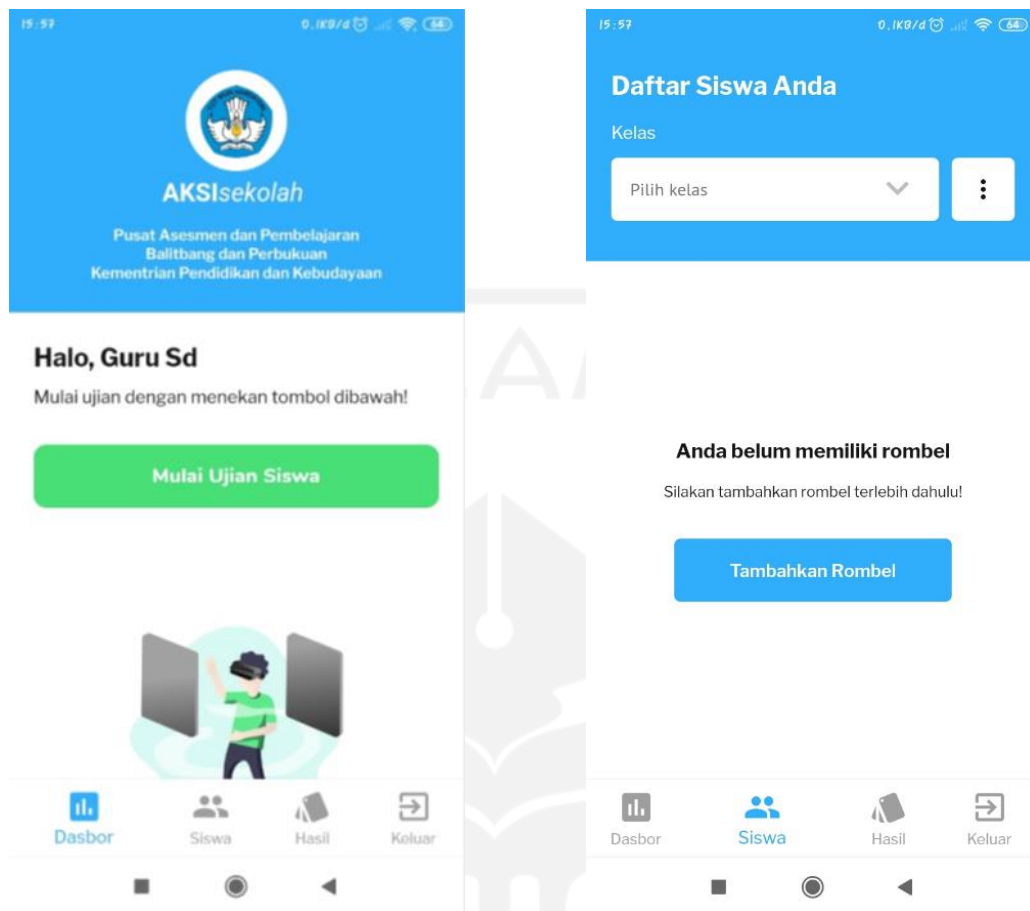 15:57
0,1KB/d
64
AKSIsekolah
Pusat Asesmen dan Pembelajaran
Balitbang dan Perbukuan
Kementrian Pendidikan dan Kebudayaan
Halo, Guru Sd
Mulai ujian dengan menekan tombol dibawah!
Mulai Ujian Siswa
Dasbor
Siswa
Hasil
Keluar
15:57
0,1KB/d
64
Daftar Siswa Anda
Kelas
Pilih kelas
Anda belum memiliki rombel
Silakan tambahkan rombel terlebih dahulu!
Tambahkan Rombel
Dasbor
Siswa
Hasil
Keluar